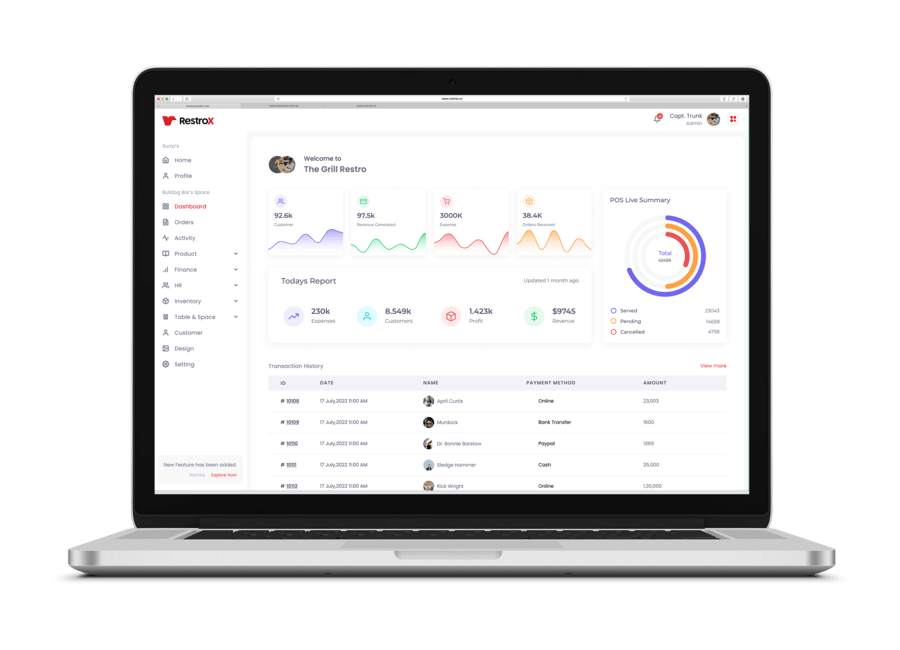 RestroX
6
Capt. Trunk
Admin
Suraz's
Home
Profile
Bulldog-Bar's Space
Dashboard
Orders
Activity
Product
Finance
HR
Inventory
Table & Space
Customer
Design
Setting
New Feature has been added.
Dismiss Explore Now
Welcome to
The Grill Restro
92.6k
Customer
97.5k
Revenue Generated
3000K
Expense
38.4K
Orders Received
POS Live Summary
Total
42498
Served 23043
Pending 14658
Cancelled 4758
Todays Report
Updated 1 month ago
230k
Expenses
8.549k
Customers
1.423k
Profit
$9745
Revenue
Transaction History
View more
ID DATE NAME PAYMENT METHOD AMOUNT
# 10108 17 July,2022 11:00 AM April Curtis Online 23,003
# 10109 17 July,2022 11:00 AM Murdock Bank Transfer 1600
# 10110 17 July,2022 11:00 AM Dr. Bonnie Barstow Paypal 1269
# 10111 17 July,2022 11:00 AM Sledge Hammer Cash 25,000
# 10112 17 July,2022 11:00 AM Rick Wright Online 1,30,000